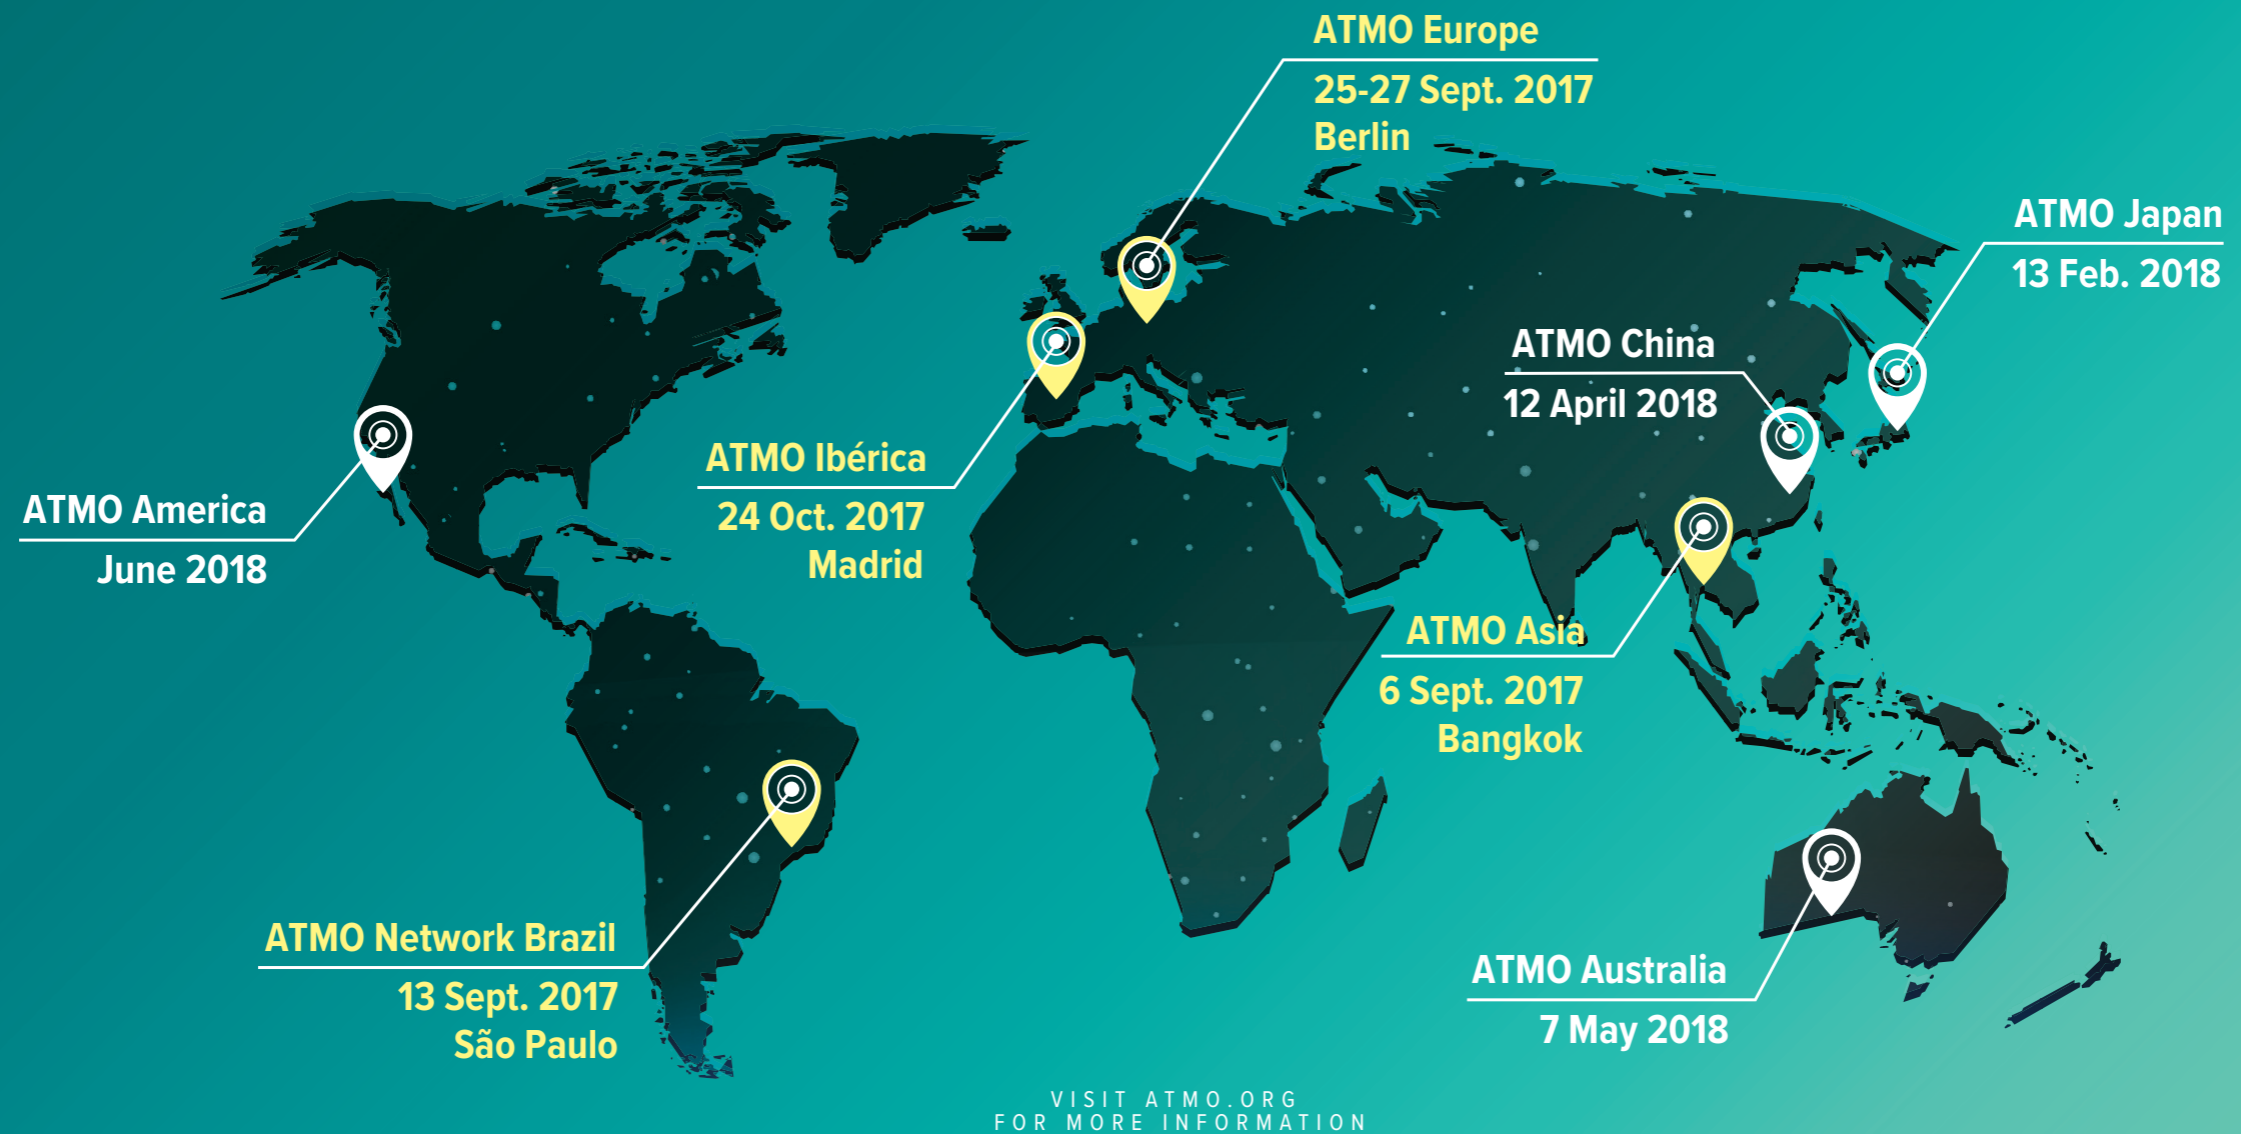 ATMO Europe
25-27 Sept. 2017
Berlin
ATMO Japan
13 Feb. 2018
ATMO China
12 April 2018
ATMO Ibérica
24 Oct. 2017
Madrid
ATMO America
June 2018
ATMO Asia
6 Sept. 2017
Bangkok
ATMO Network Brazil
13 Sept. 2017
São Paulo
ATMO Australia
7 May 2018
VISIT ATMO.ORG
FOR MORE INFORMATION